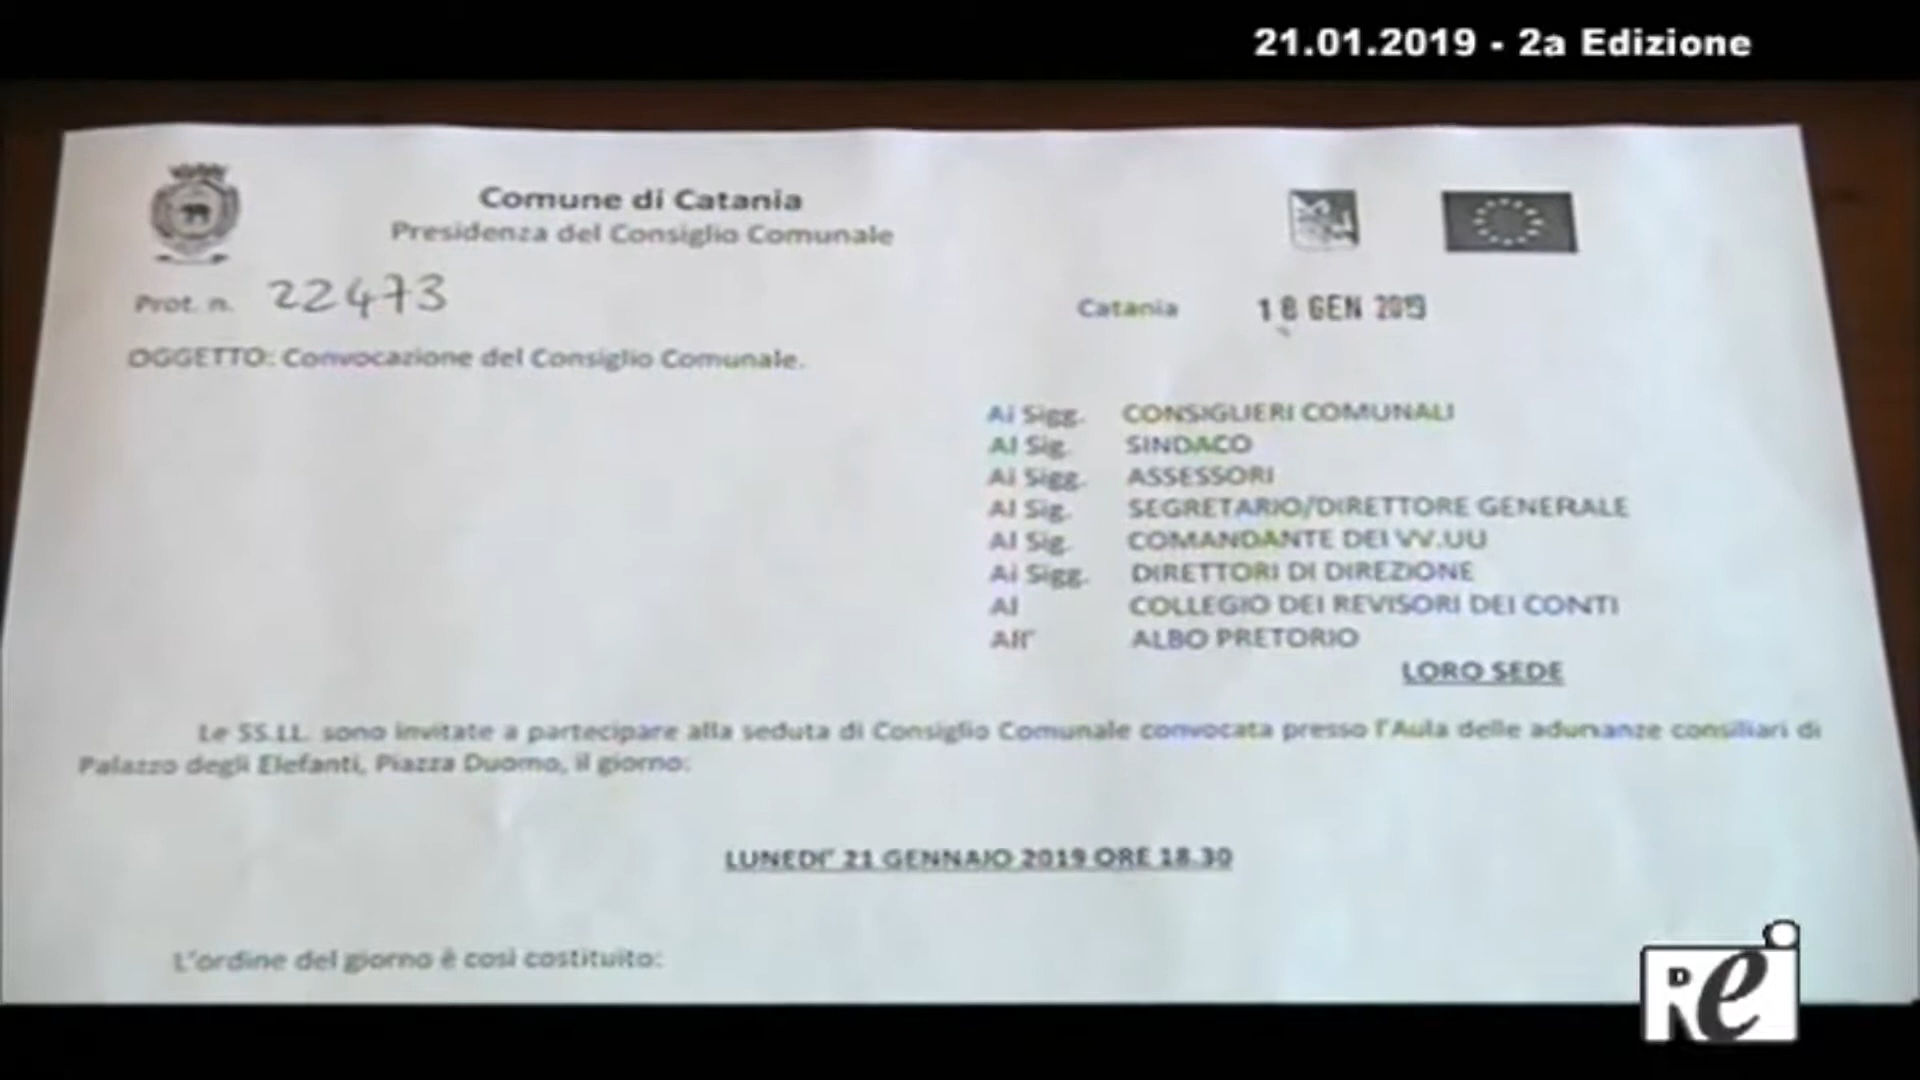 21.01.2019 - 2a Edizione
Comune di Catania
Presidenza del Consiglio Comunale
Prot. n. 22473
Catania 18 GEN 2019
OGGETTO: Convocazione del Consiglio Comunale.
Ai Sigg. CONSIGLIERI COMUNALI
Al Sig. SINDACO
Ai Sigg. ASSESSORI
Al Sig. SEGRETARIO/DIRETTORE GENERALE
Al Sig. COMANDANTE DEI VV.UU
Ai Sigg. DIRETTORI DI DIREZIONE
Al COLLEGIO DEI REVISORI DEI CONTI
All' ALBO PRETORIO
LORO SEDE
Le SS.LL. sono invitate a partecipare alla seduta di Consiglio Comunale convocata presso l'Aula delle adunanze consiliari di
Palazzo degli Elefanti, Piazza Duomo, il giorno:
LUNEDI' 21 GENNAIO 2019 ORE 18.30
L'ordine del giorno è così costituito:
Rei